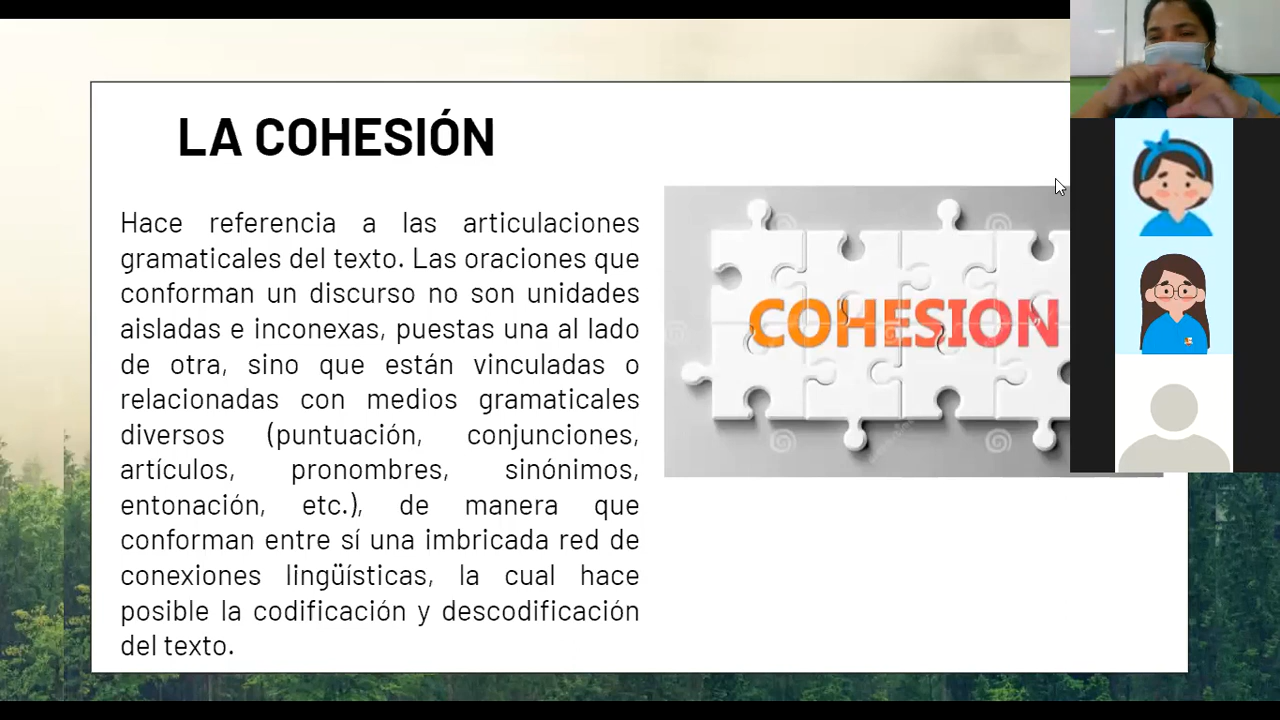 LA COHESIÓN
Hace referencia a las articulaciones
gramaticales del texto. Las oraciones que
conforman un discurso no son unidades
aisladas e inconexas, puestas una al lado
de otra, sino que están vinculadas o
relacionadas con medios gramaticales
diversos (puntuación, conjunciones,
artículos, pronombres, sinónimos,
entonación, etc.), de manera que
conforman entre sí una imbricada red de
conexiones lingüísticas, la cual hace
posible la codificación y descodificación
del texto.
COHESION